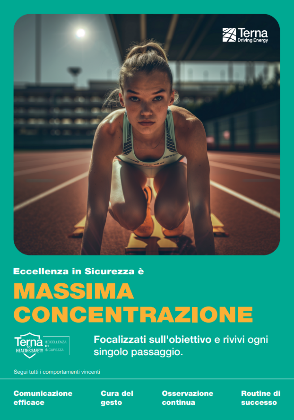 Terna
Driving Energy
Eccellenza in Sicurezza è
MASSIMA
CONCENTRAZIONE
Terna
Focalizzati sull'obiettivo e rivivi ogni
singolo passaggio.
Segui tutti i comportamenti vincenti
Comunicazione
efficace
Cura del
gesto
Osservazione
continua
Routine di
successo